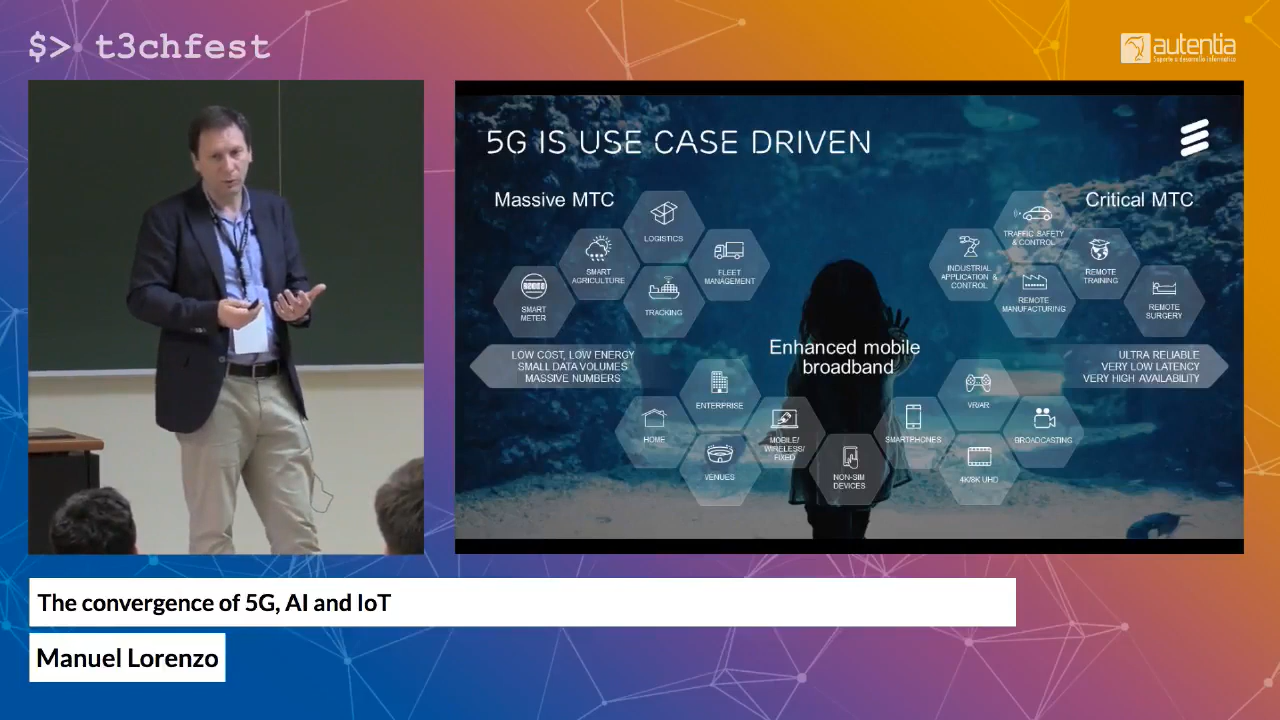 $> t3chfest
autentia
Soporte a desarrollo informático
5G IS USE CASE DRIVEN
Massive MTC
Critical MTC
LOGISTICS
SMART
AGRICULTURE
FLEET
MANAGEMENT
SMART
METER
TRACKING
TRAFFIC SAFETY
& CONTROL
INDUSTRIAL
APPLICATION &
CONTROL
REMOTE
TRAINING
REMOTE
MANUFACTURING
REMOTE
SURGERY
LOW COST, LOW ENERGY
SMALL DATA VOLUMES
MASSIVE NUMBERS
Enhanced mobile
broadband
ULTRA RELIABLE
VERY LOW LATENCY
VERY HIGH AVAILABILITY
ENTERPRISE
HOME
MOBILE/
WIRELESS/
FIXED
VENUES
NON-SIM
DEVICES
SMARTPHONES
VR/AR
BROADCASTING
4K/8K UHD
The convergence of 5G, AI and IoT
Manuel Lorenzo